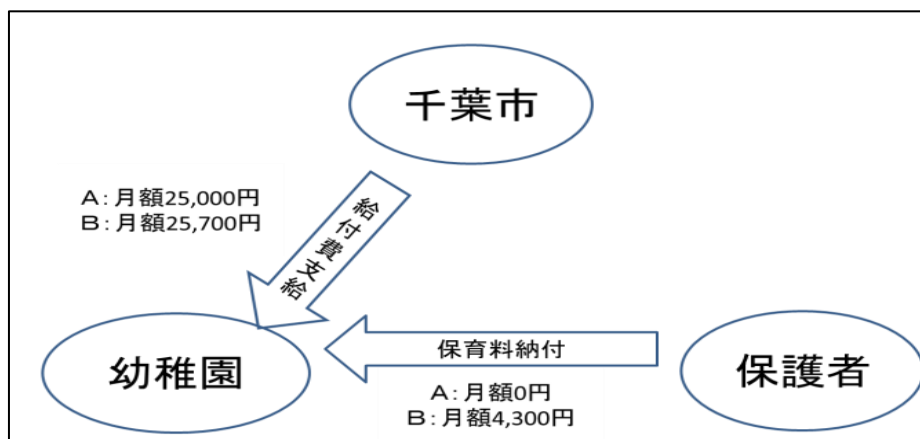 千葉市
A：月額25,000円
B：月額25,700円
給付費支給
幼稚園
保育料納付
保護者
A：月額0円
B：月額4,300円